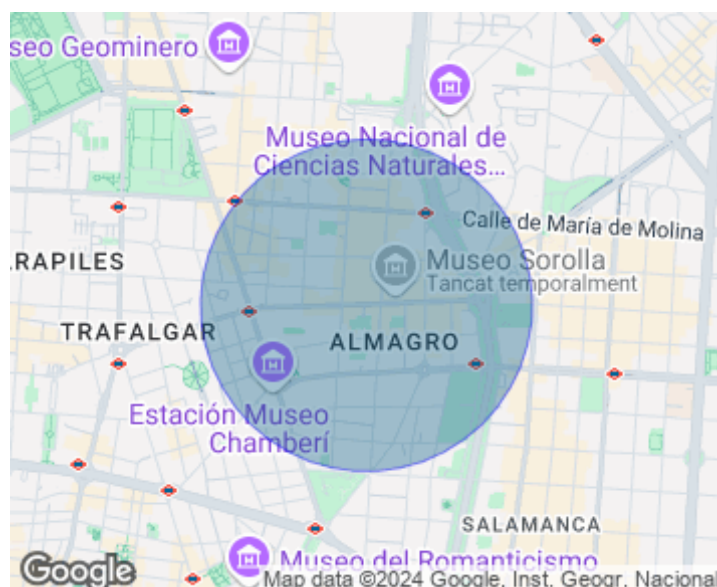 seo Geominero
Museo Nacional de
Ciencias Naturales...
Calle de María de Molina
ARAPILES
Museo Sorolla
Tancat temporalment
TRAFALGAR
ALMAGRO
Estación Museo
Chamberí
SALAMANCA
Museo del Romanticismo
Google
Map data ©2024 Google, Inst. Geogr. Nacional